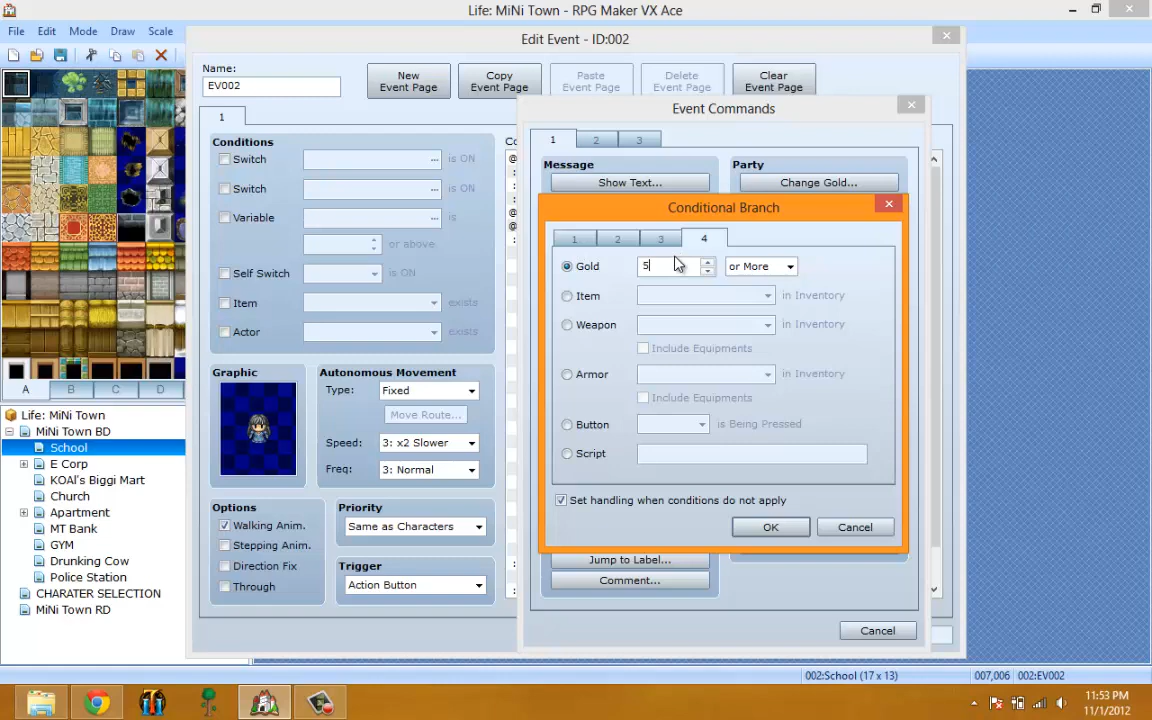 Life: MiNi Town - RPG Maker VX Ace
File Edit Mode Draw Scale
Edit Event - ID:002
Name:
EV002
New Event Page
Copy Event Page
Paste Event Page
Delete Event Page
Clear Event Page
1
Conditions
Switch ... is ON
Switch ... is ON
Variable ... is
or above
Self Switch is ON
Item exists
Actor exists
Graphic
Autonomous Movement
Type: Fixed
Move Route...
Speed: 3: x2 Slower
Freq: 3: Normal
Options
Walking Anim.
Stepping Anim.
Direction Fix
Through
Priority
Same as Characters
Trigger
Action Button
Co
@
@
@
Event Commands
1 2 3
Message
Show Text...
Party
Change Gold...
Conditional Branch
1 2 3 4
Gold 5 or More
Item in Inventory
Weapon in Inventory
Include Equipments
Armor in Inventory
Include Equipments
Button is Being Pressed
Script
Set handling when conditions do not apply
OK Cancel
Jump to Label...
Comment...
Cancel
A B C D
Life: MiNi Town
MiNi Town BD
School
E Corp
KOAI's Biggi Mart
Church
Apartment
MT Bank
GYM
Drunking Cow
Police Station
CHARATER SELECTION
MiNi Town RD
002:School (17 x 13) 007,006 002:EV002
11:53 PM
11/1/2012